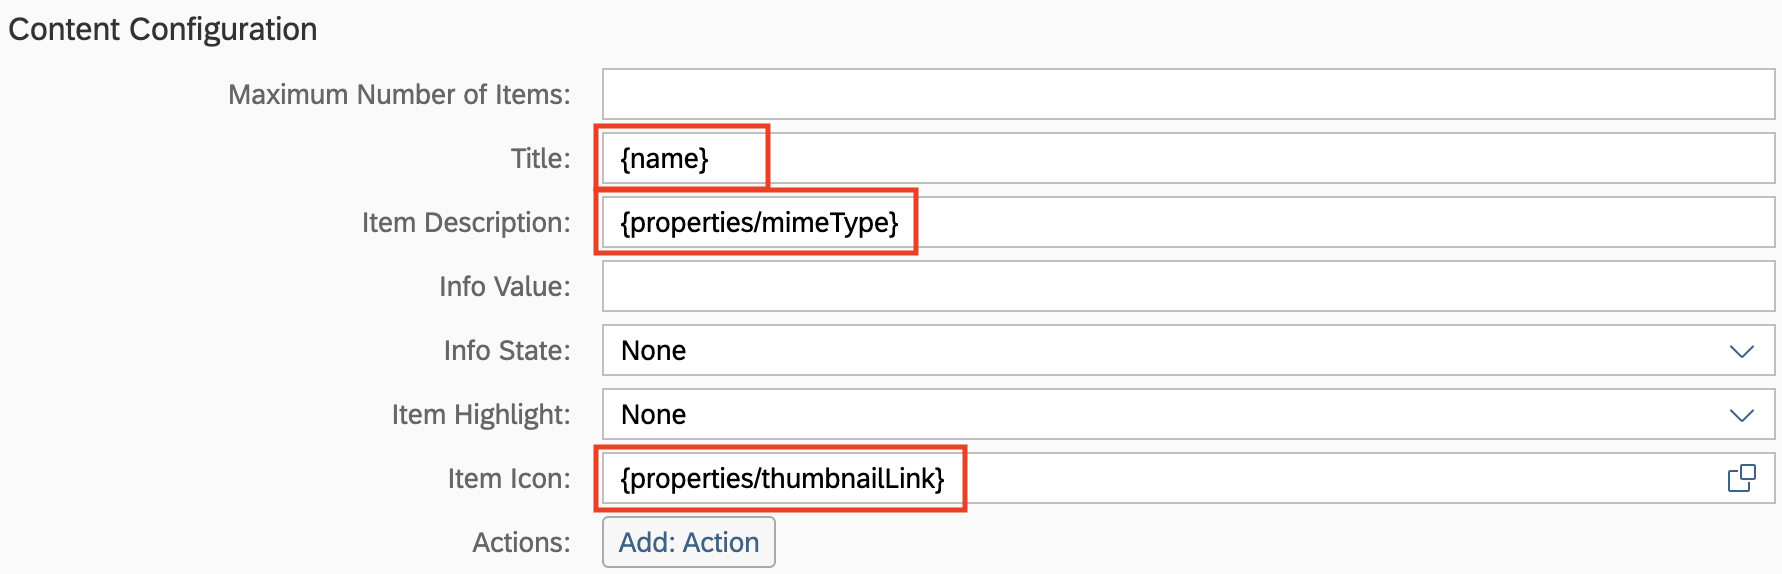 Content Configuration
Maximum Number of Items:
Title: {name}
Item Description: {properties/mimeType}
Info Value:
Info State: None
Item Highlight: None
Item Icon: {properties/thumbnailLink}
Actions: Add: Action